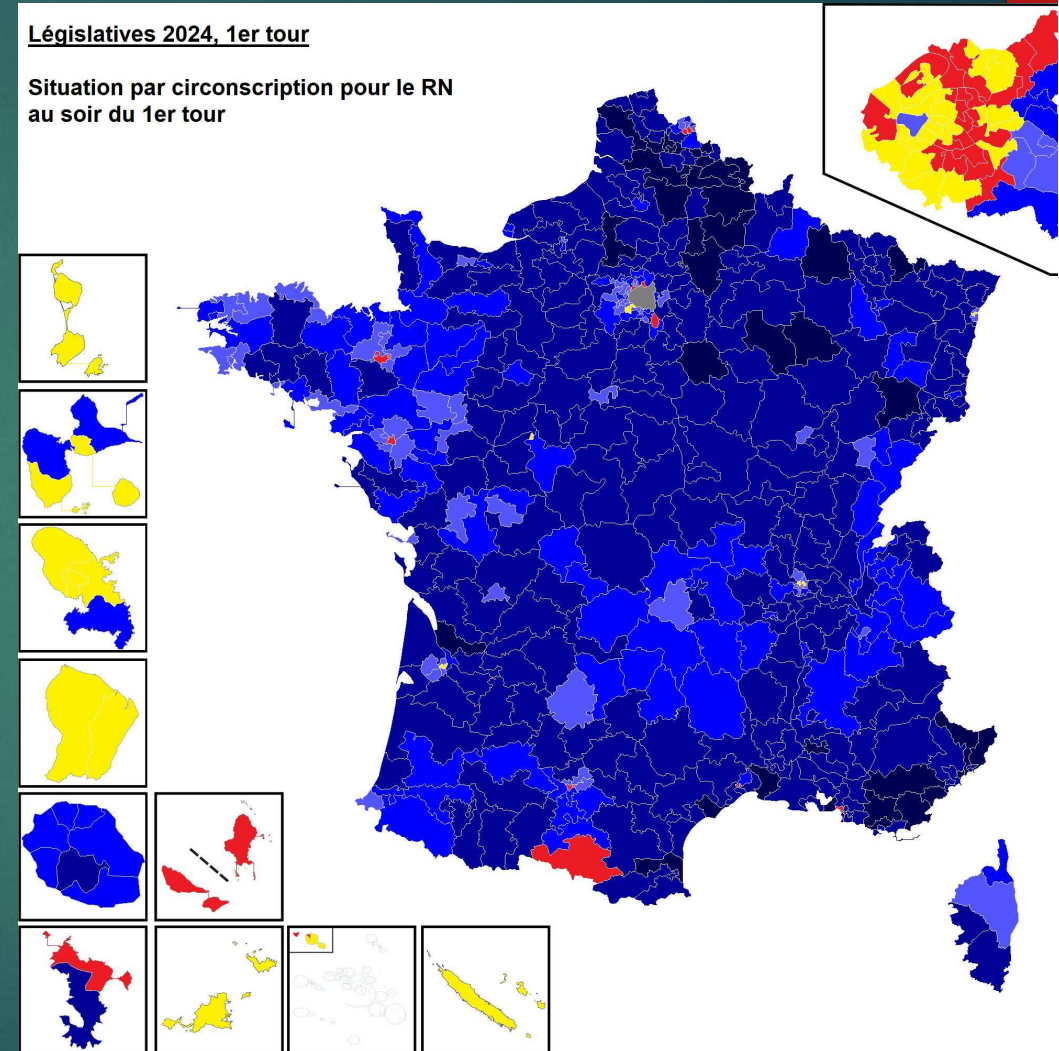 Législatives 2024, 1er tour
Situation par circonscription pour le RN
au soir du 1er tour